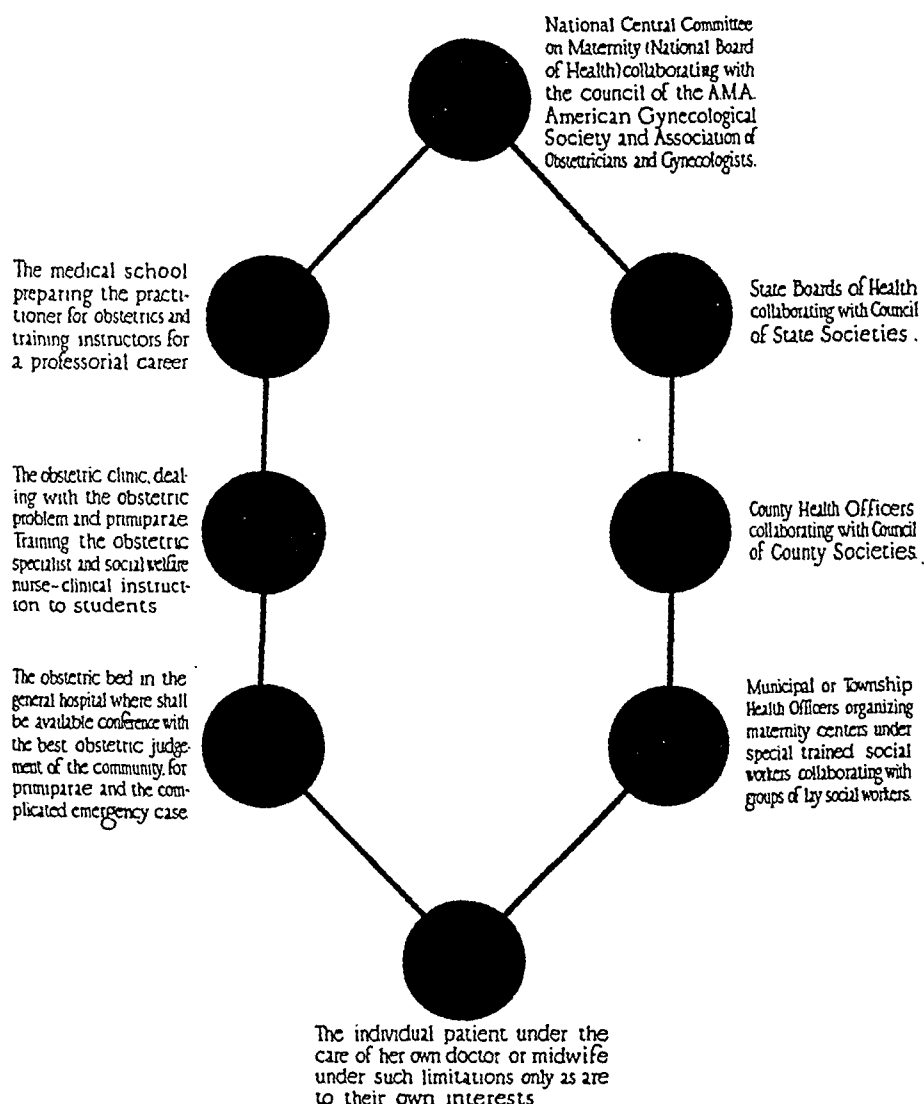 National Central Committee
on Maternity (National Board
of Health) collaborating with
the council of the A.M.A.
American Gynecological
Society and Association of
Obstettricians and Gynecologists.
The medical school
preparing the practi-
tioner for obstetrics and
training instructors for
a professorial career
State Boards of Health
collaborating with Council
of State Societies.
The obstetric clinic, deal-
ing with the obstetric
problem and primiparae
Training the obstetric
specialist and social welfare
nurse-clinical instruct-
ion to students
County Health Officers
collaborating with Council
of County Societies.
The obstetric bed in the
general hospital where shall
be available conference with
the best obstetric judge-
ment of the community, for
primiparae and the com-
plicated emergency case
Municipal or Township
Health Officers organizing
maternity centers under
special trained social
workers collaborating with
groups of lay social workers.
The individual patient under the
care of her own doctor or midwife
under such limitations only as are
to their own interests